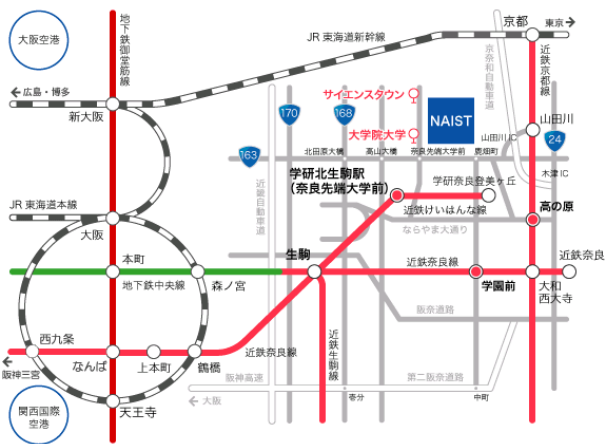 大阪空港
地下鉄御堂筋線
JR 東海道新幹線
京都
東京→
←広島・博多
新大阪
近鉄京都線
京奈和自動車道
サイエンスタウン
大学院大学
NAIST
山田川
170
168
163
24
北田原大橋
高山大橋
奈良先端大学前
鹿畑町
山田川IC
木津IC
学研北生駒駅
(奈良先端大学前)
学研奈良登美ヶ丘
近鉄けいはんな線
近畿自動車道
JR 東海道本線
大阪
ならやま大通り
高の原
本町
地下鉄中央線
森ノ宮
生駒
近鉄奈良線
近鉄奈良
学園前
大和
西大寺
阪奈道路
西九条
なんば
上本町
鶴橋
近鉄奈良線
近鉄生駒線
←
阪神三宮
阪神高速
第二阪奈道路
←大阪
壱分
中町
天王寺
関西国際
空港